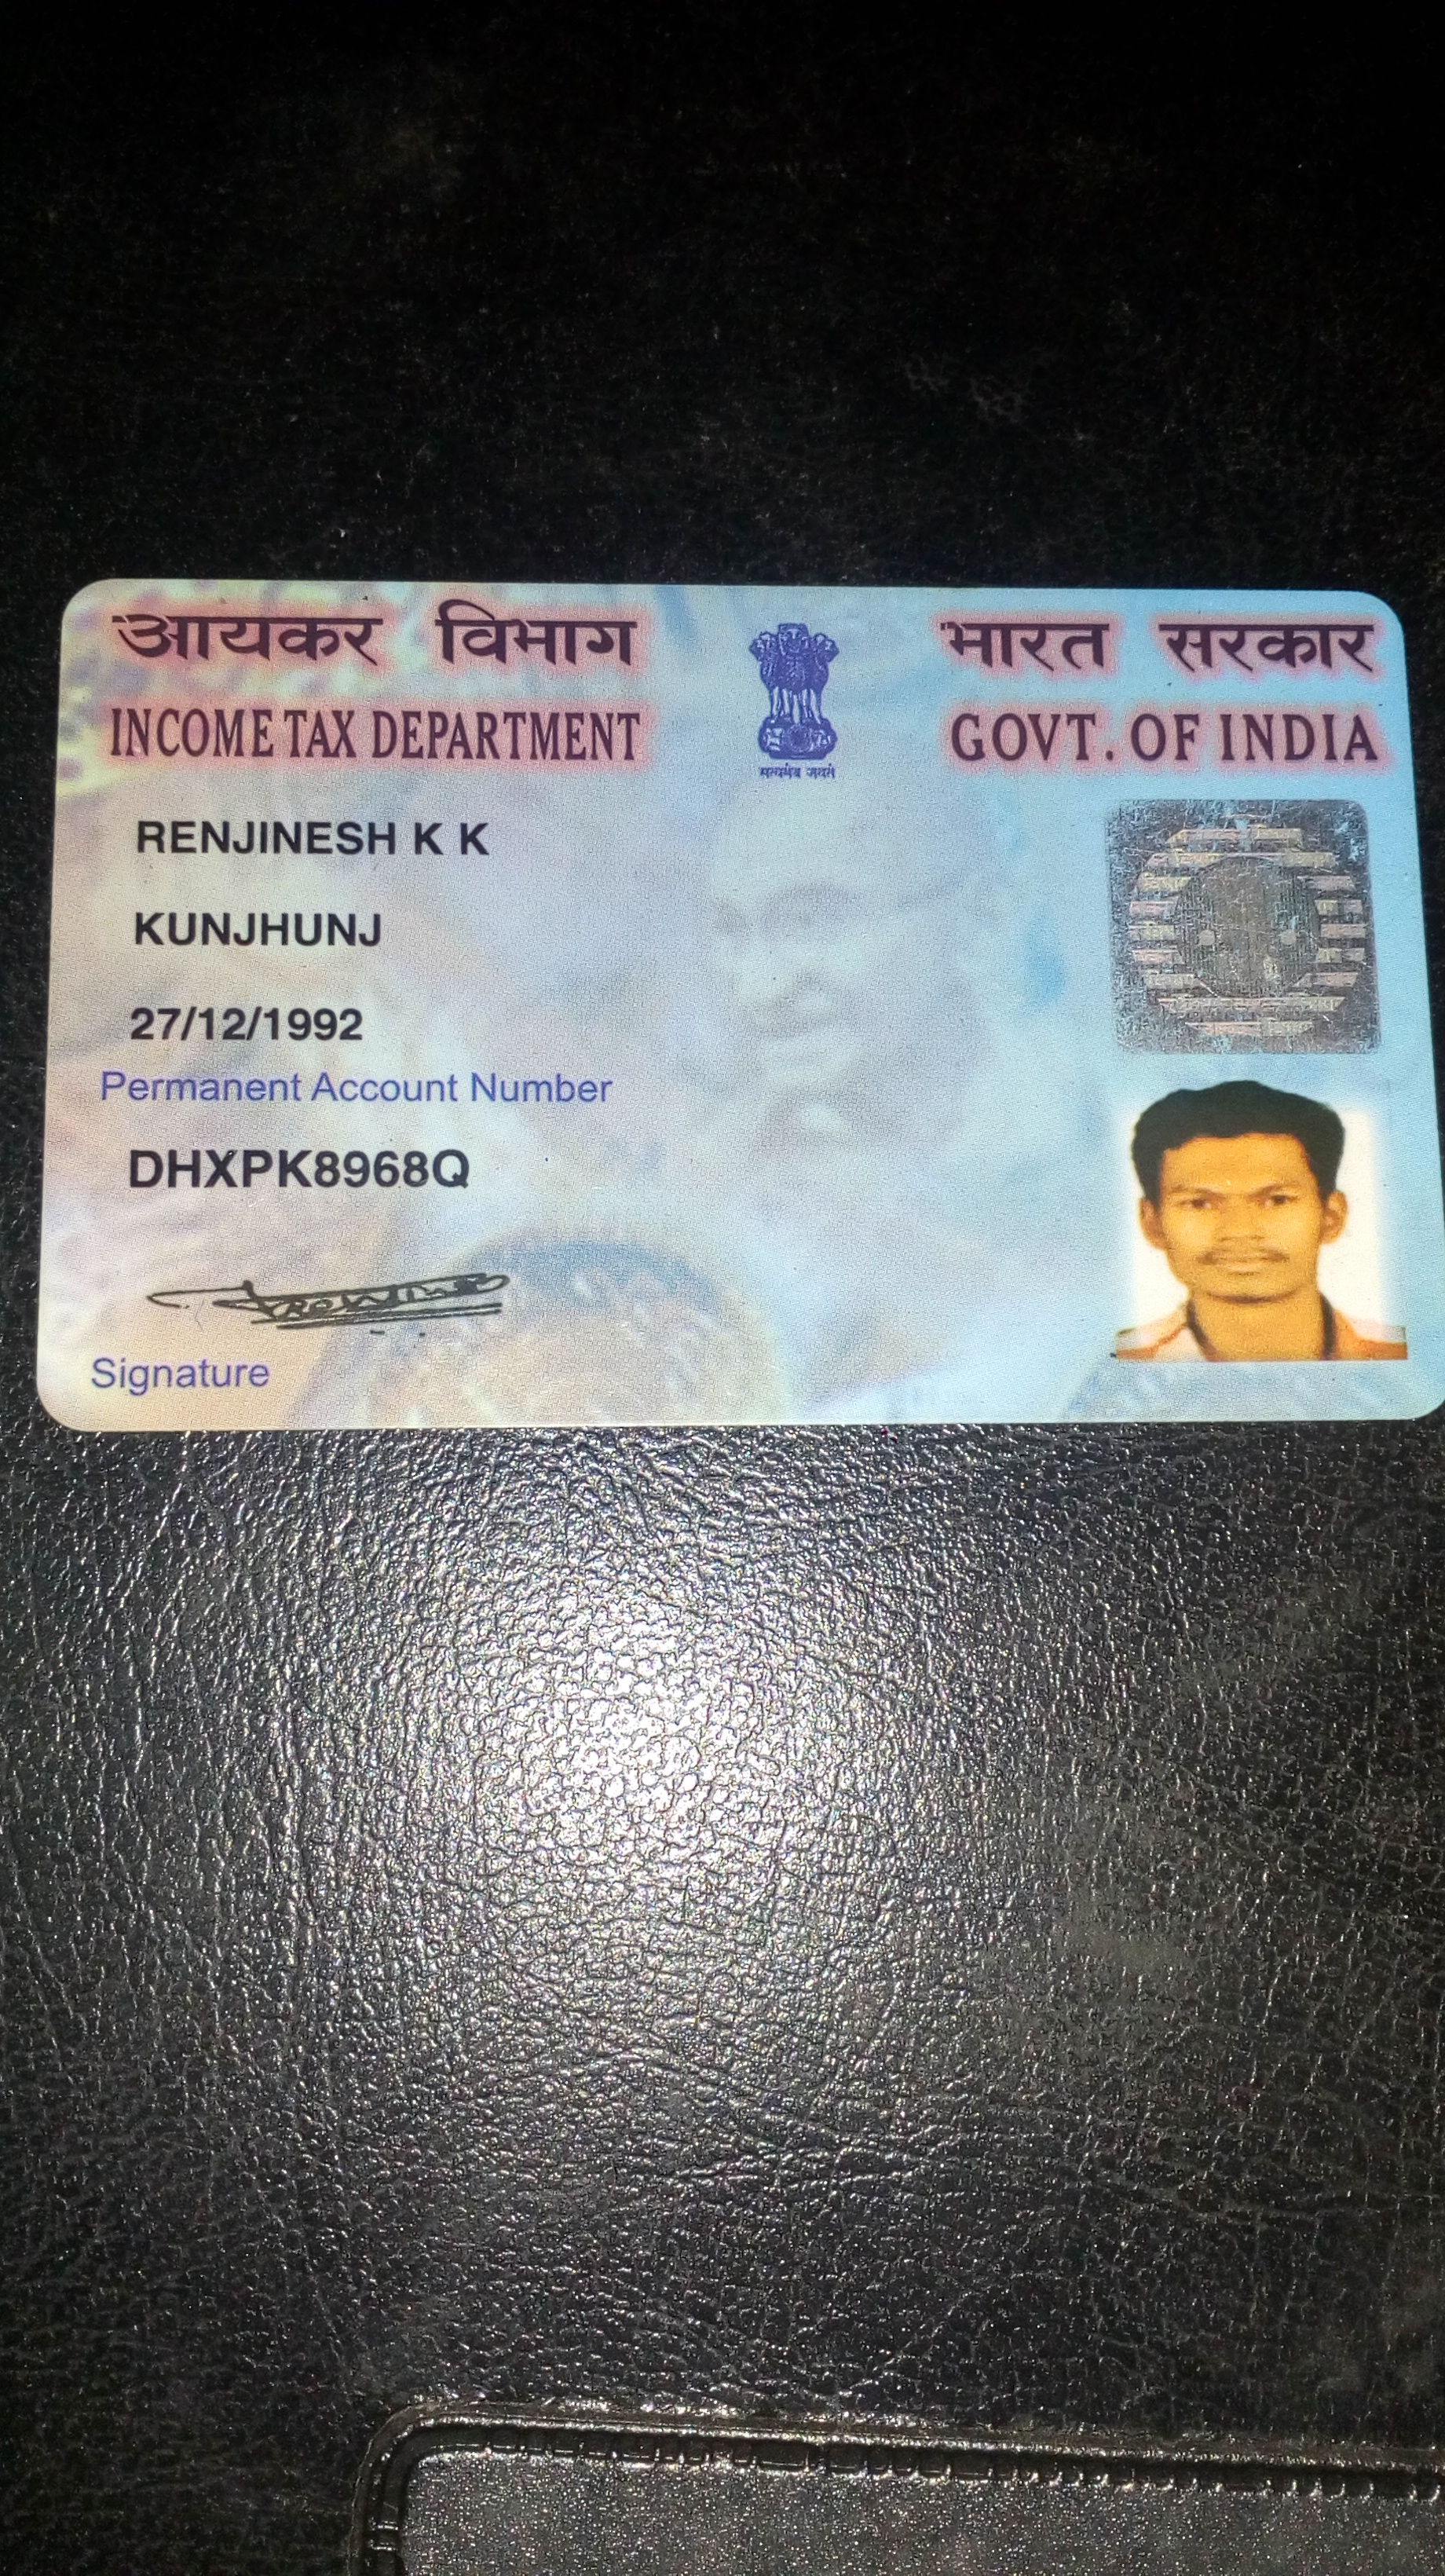 आयकर विभाग
INCOME TAX DEPARTMENT
भारत सरकार
GOVT. OF INDIA
सत्यमेव जयते
RENJINESH K K
KUNJHUNJ
27/12/1992
Permanent Account Number
DHXPK8968Q
Signature